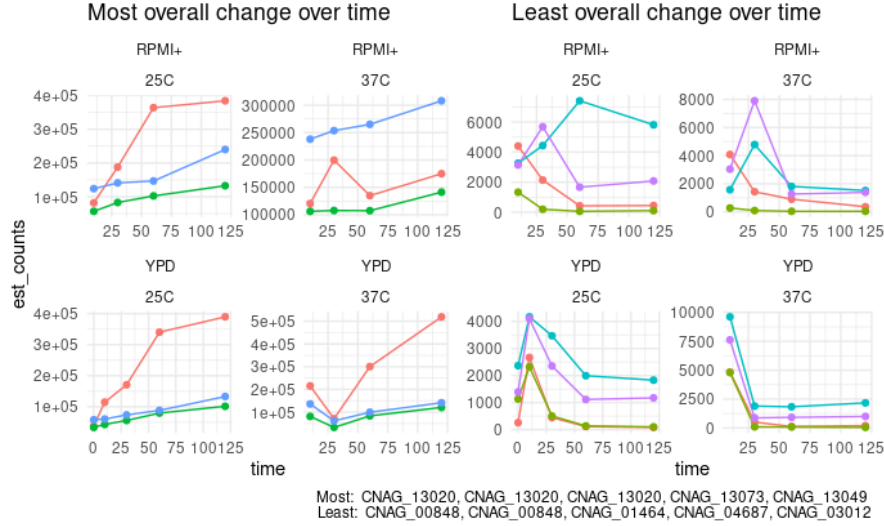 Most overall change over time
Least overall change over time
RPMI+ RPMI+ RPMI+ RPMI+
25C 37C 25C 37C
4e+05
3e+05
2e+05
1e+05
300000
250000
200000
150000
100000
6000
4000
2000
0
8000
6000
4000
2000
0
25 50 75 100 125
25 50 75 100 125
25 50 75 100 125
25 50 75 100 125
est_counts
YPD YPD YPD YPD
25C 37C 25C 37C
4e+05
3e+05
2e+05
1e+05
5e+05
4e+05
3e+05
2e+05
1e+05
4000
3000
2000
1000
0
10000
7500
5000
2500
0
0 25 50 75 100 125
25 50 75 100 125
0 25 50 75 100 125
25 50 75 100 125
time
time
Most: CNAG_13020, CNAG_13020, CNAG_13020, CNAG_13073, CNAG_13049
Least: CNAG_00848, CNAG_00848, CNAG_01464, CNAG_04687, CNAG_03012